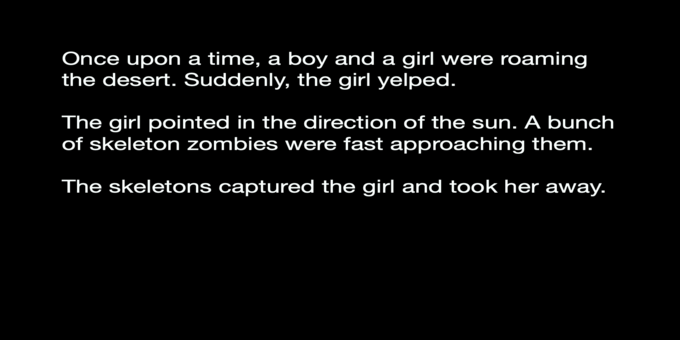 Once upon a time, a boy and a girl were roaming
the desert. Suddenly, the girl yelped.
The girl pointed in the direction of the sun. A bunch
of skeleton zombies were fast approaching them.
The skeletons captured the girl and took her away.